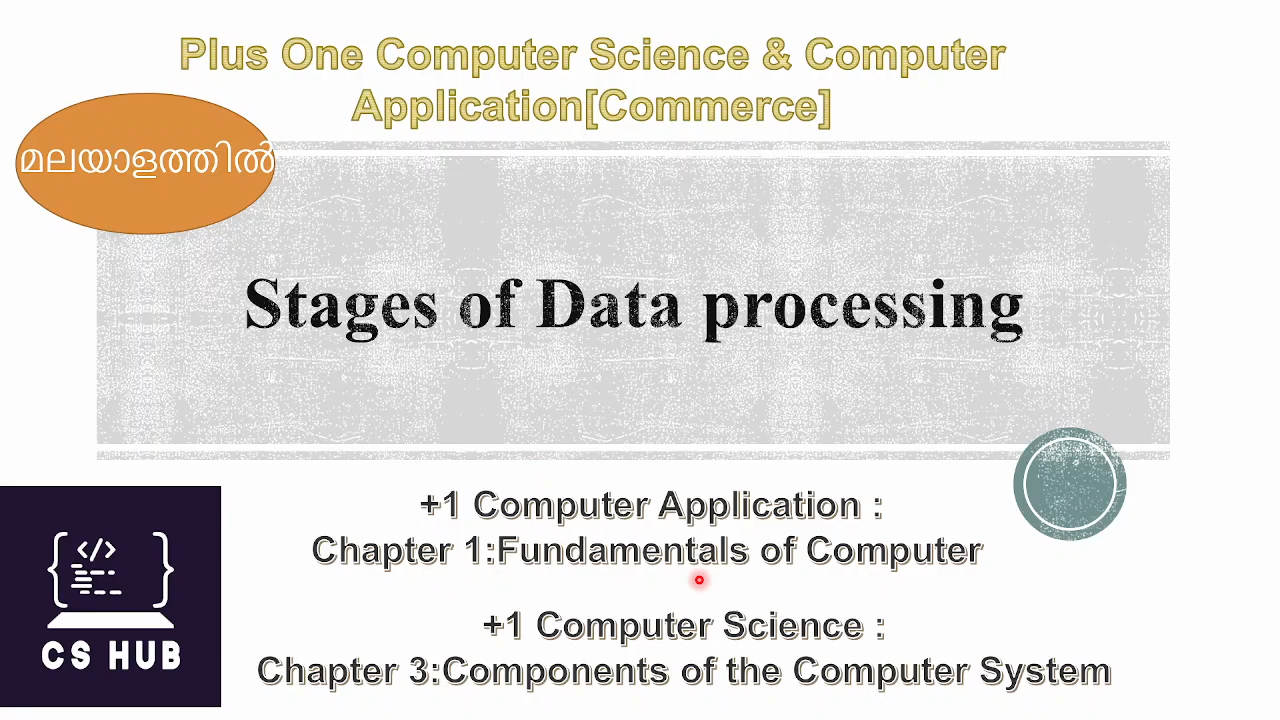 Plus One Computer Science & Computer
Application[Commerce]
മലയാളത്തിൽ
Stages of Data processing
+1 Computer Application :
Chapter 1:Fundamentals of Computer
+1 Computer Science :
Chapter 3:Components of the Computer System
</>
CS HUB